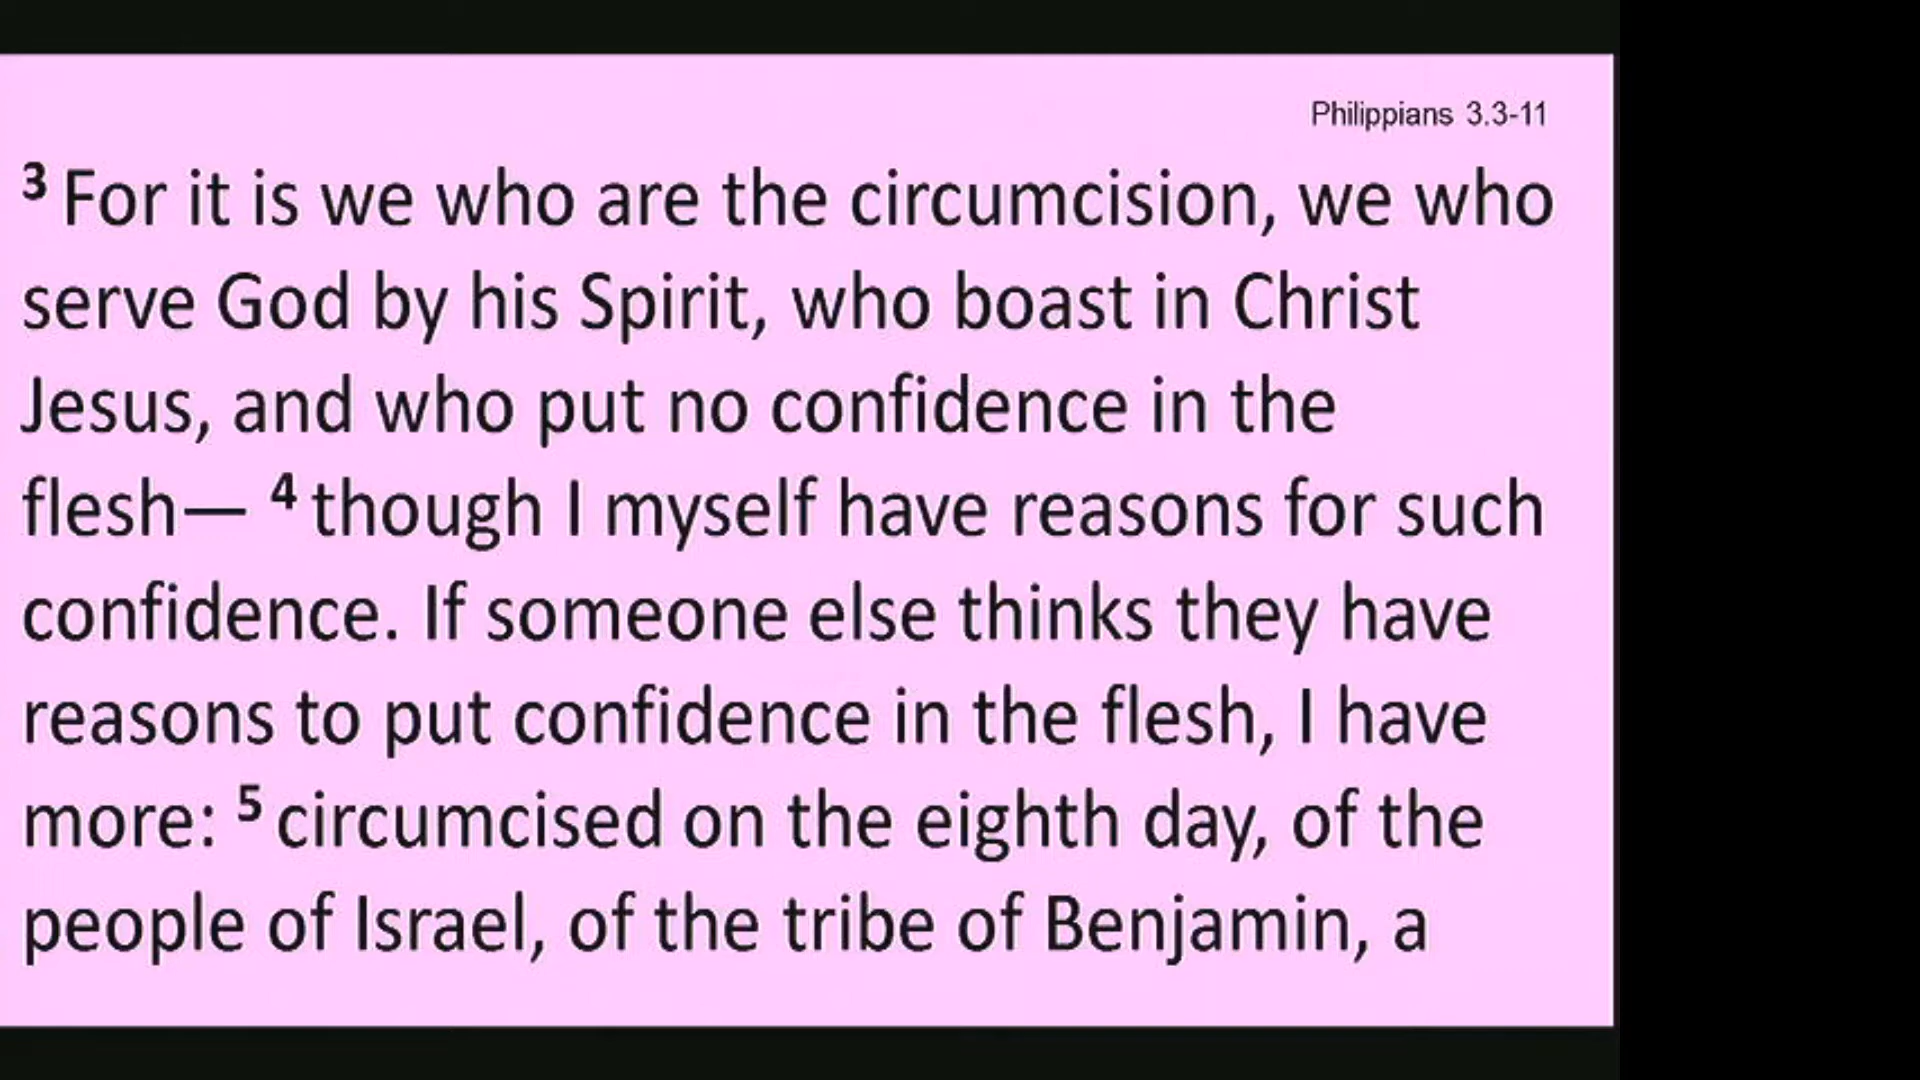 Philippians 3.3-11
3 For it is we who are the circumcision, we who
serve God by his Spirit, who boast in Christ
Jesus, and who put no confidence in the
flesh— 4 though I myself have reasons for such
confidence. If someone else thinks they have
reasons to put confidence in the flesh, I have
more: 5 circumcised on the eighth day, of the
people of Israel, of the tribe of Benjamin, a